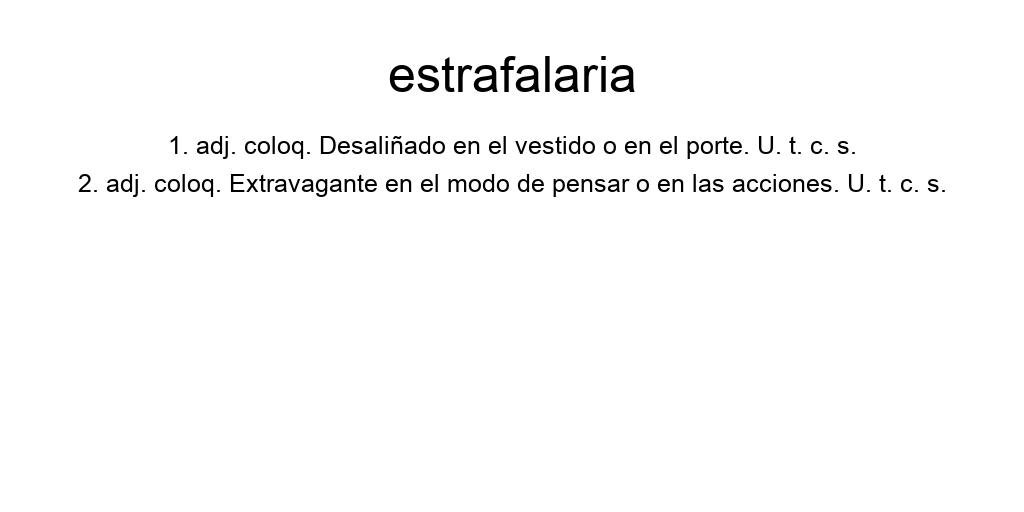 estrafalaria
1. adj. coloq. Desaliñado en el vestido o en el porte. U. t. c. s.
2. adj. coloq. Extravagante en el modo de pensar o en las acciones. U. t. c. s.